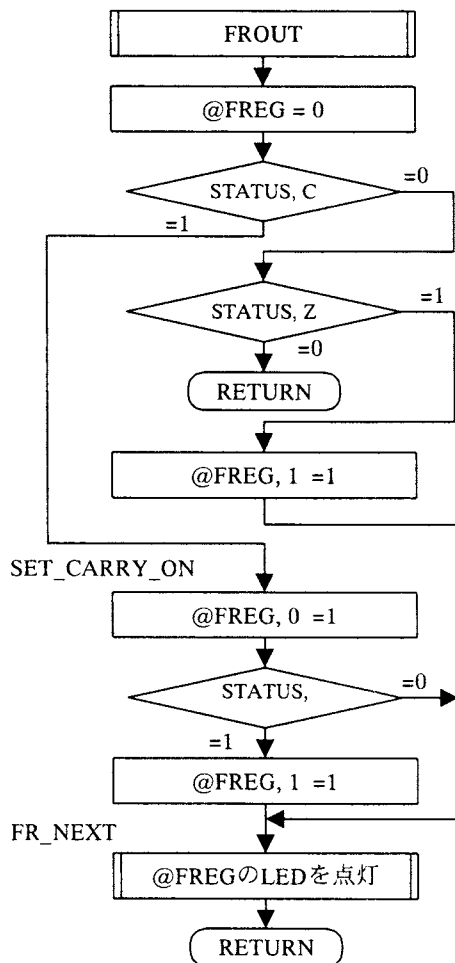 FROUT
@FREG = 0
STATUS, C
=0
=1
STATUS, Z
=1
=0
RETURN
@FREG, 1 =1
SET_CARRY_ON
@FREG, 0 =1
STATUS,
=0
=1
@FREG, 1 =1
FR_NEXT
@FREGのLEDを点灯
RETURN